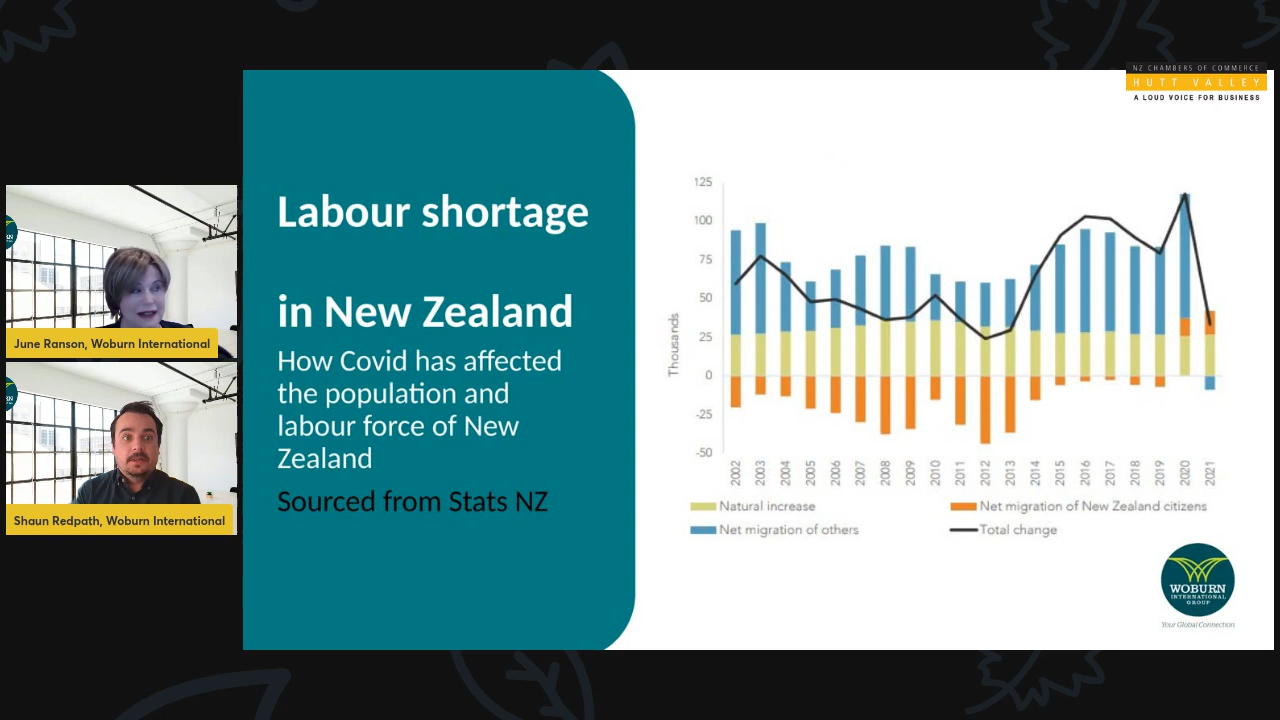 NZ CHAMBERS OF COMMERCE
HUTT VALLEY
A LOUD VOICE FOR BUSINESS
June Ranson, Woburn International
Shaun Redpath, Woburn International
Labour shortage
in New Zealand
How Covid has affected
the population and
labour force of New
Zealand
Sourced from Stats NZ
Thousands
125
100
75
50
25
0
-25
-50
2002 2003 2004 2005 2006 2007 2008 2009 2010 2011 2012 2013 2014 2015 2016 2017 2018 2019 2020 2021
Natural increase
Net migration of New Zealand citizens
Net migration of others
Total change
WOBURN
INTERNATIONAL
GROUP
Your Global Connection